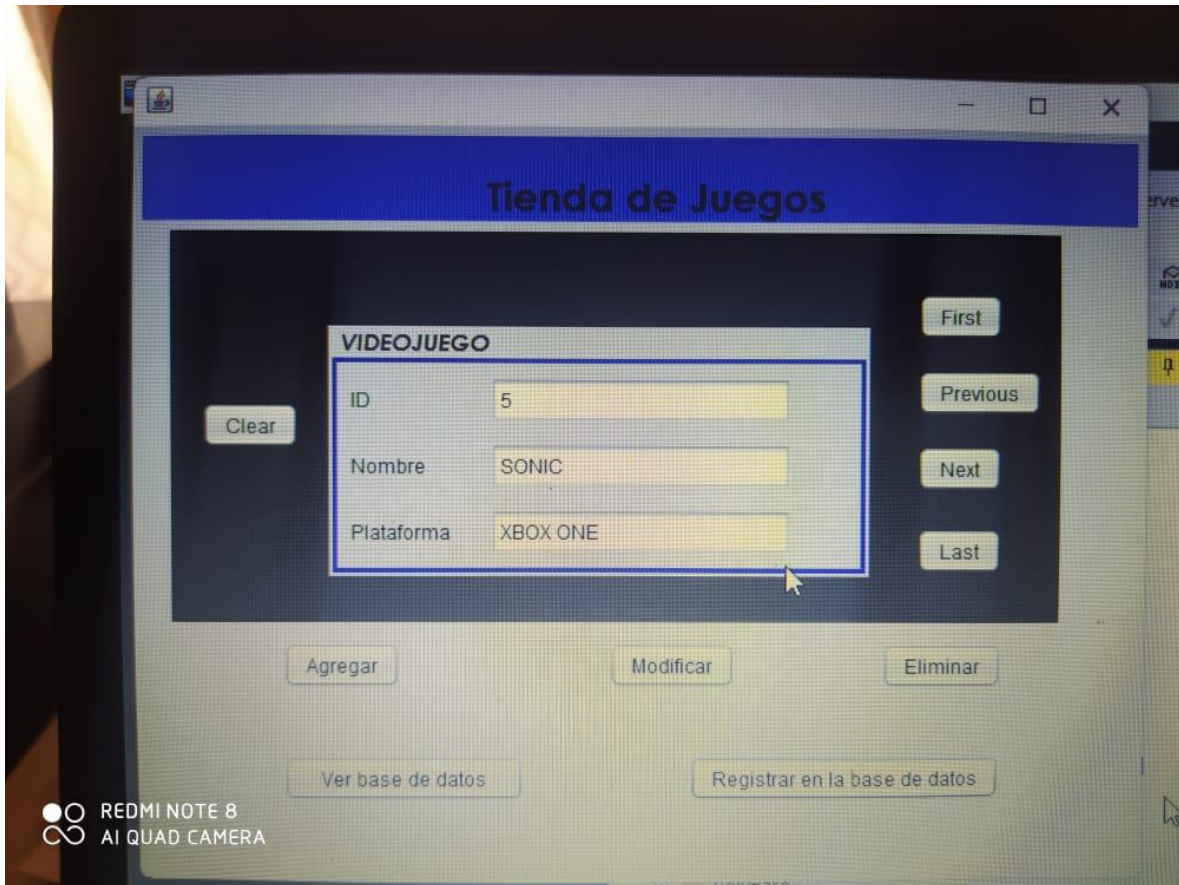 Tienda de Juegos
VIDEOJUEGO
ID
5
Nombre
SONIC
Plataforma
XBOX ONE
Clear
First
Previous
Next
Last
Agregar
Modificar
Eliminar
Ver base de datos
Registrar en la base de datos
REDMI NOTE 8
AI QUAD CAMERA